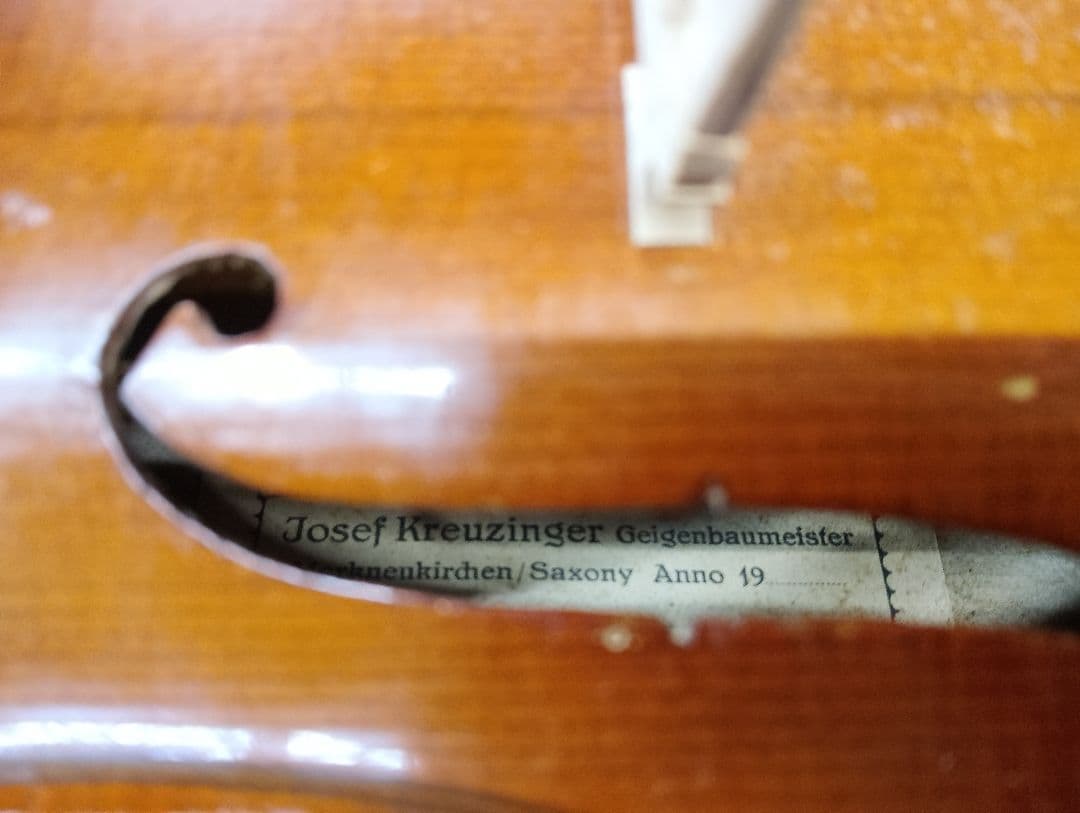 Josef Kreuzinger Geigenbaumeister
Saxony Anno 19